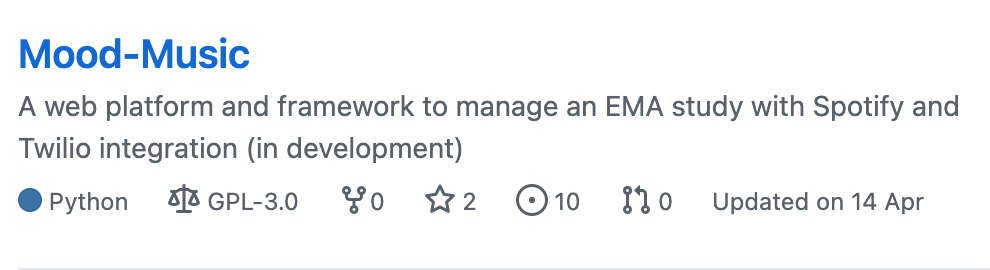 Mood-Music
A web platform and framework to manage an EMA study with Spotify and
Twilio integration (in development)
Python GPL-3.0 0 2 10 0 Updated on 14 Apr